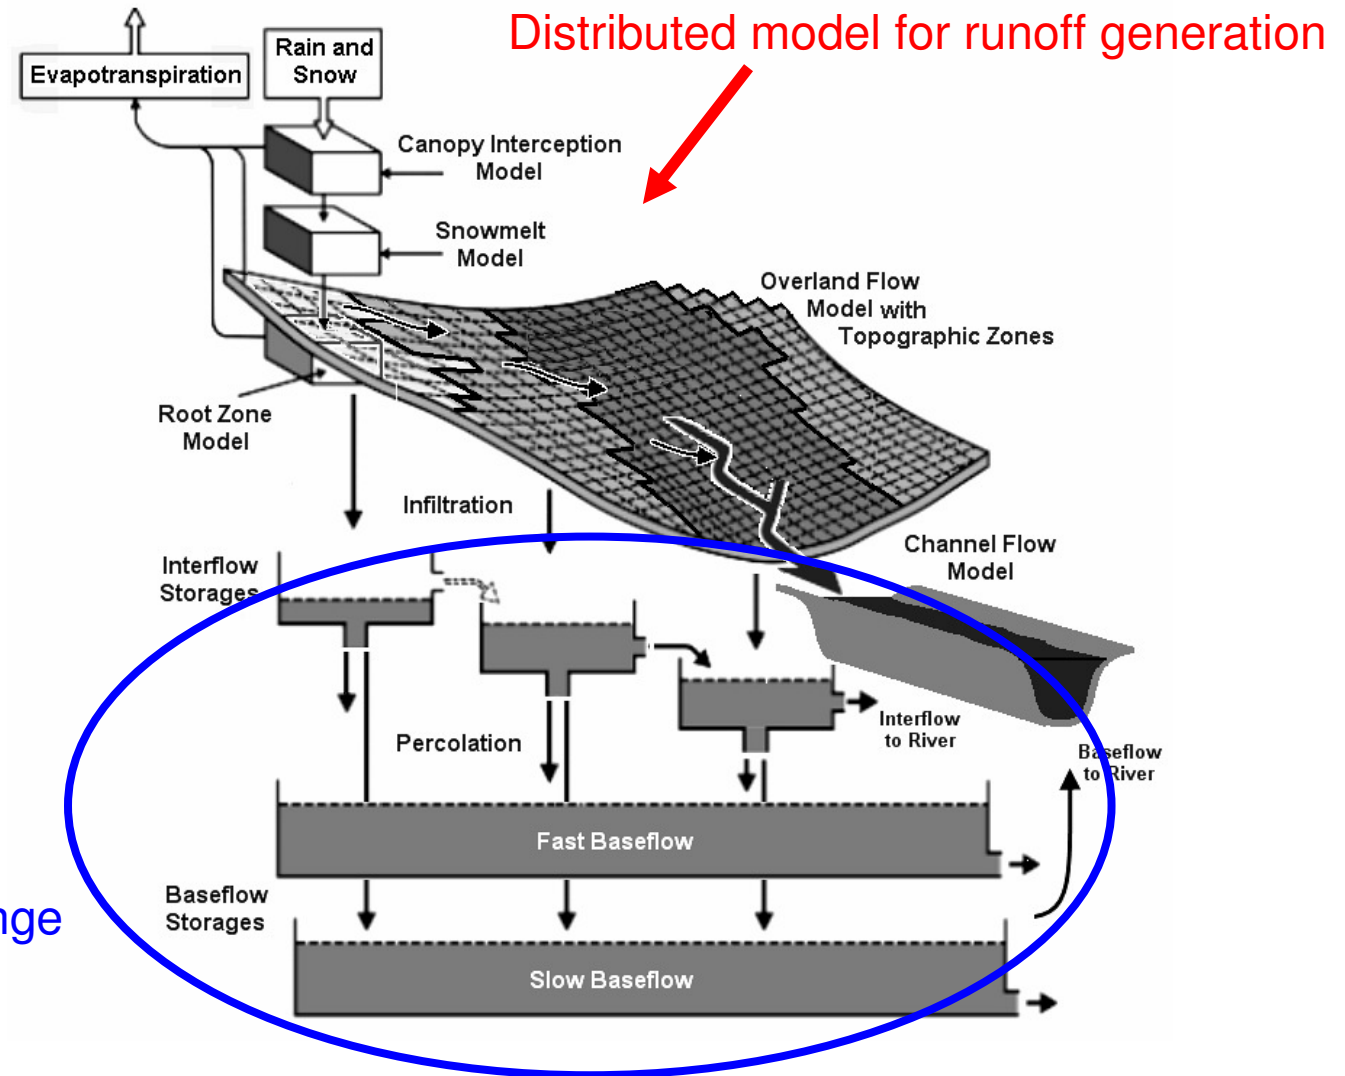 Distributed model for runoff generation
Rain and
Snow
Evapotranspiration
Canopy Interception
Model
Snowmelt
Model
Overland Flow
Model with
Topographic Zones
Root Zone
Model
Infiltration
Channel Flow
Model
Interflow
Storages
Interflow
to River
Percolation
Baseflow
to River
Fast Baseflow
Baseflow
Storages
nge
Slow Baseflow